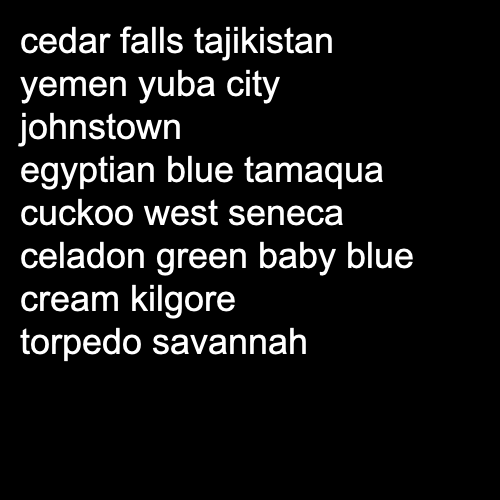 cedar falls tajikistan
yemen yuba city
johnstown
egyptian blue tamaqua
cuckoo west seneca
celadon green baby blue
cream kilgore
torpedo savannah